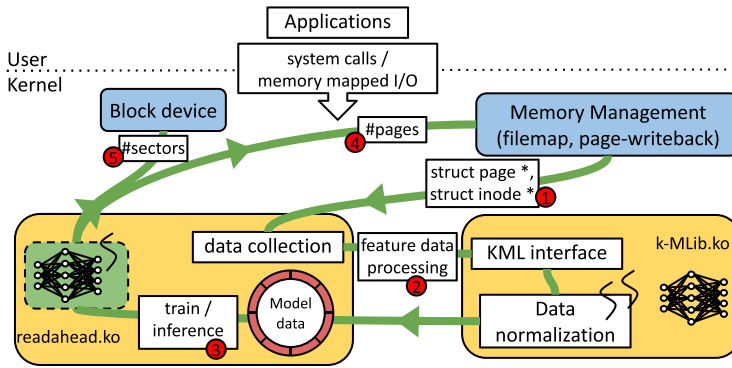 Applications
User
Kernel
system calls /
memory mapped I/O
Block device
#sectors
5
#pages
4
Memory Management
(filemap, page-writeback)
struct page *,
struct inode *
1
data collection
feature data
processing
2
KML interface
k-MLib.ko
Data
normalization
Model
data
train /
inference
3
readahead.ko